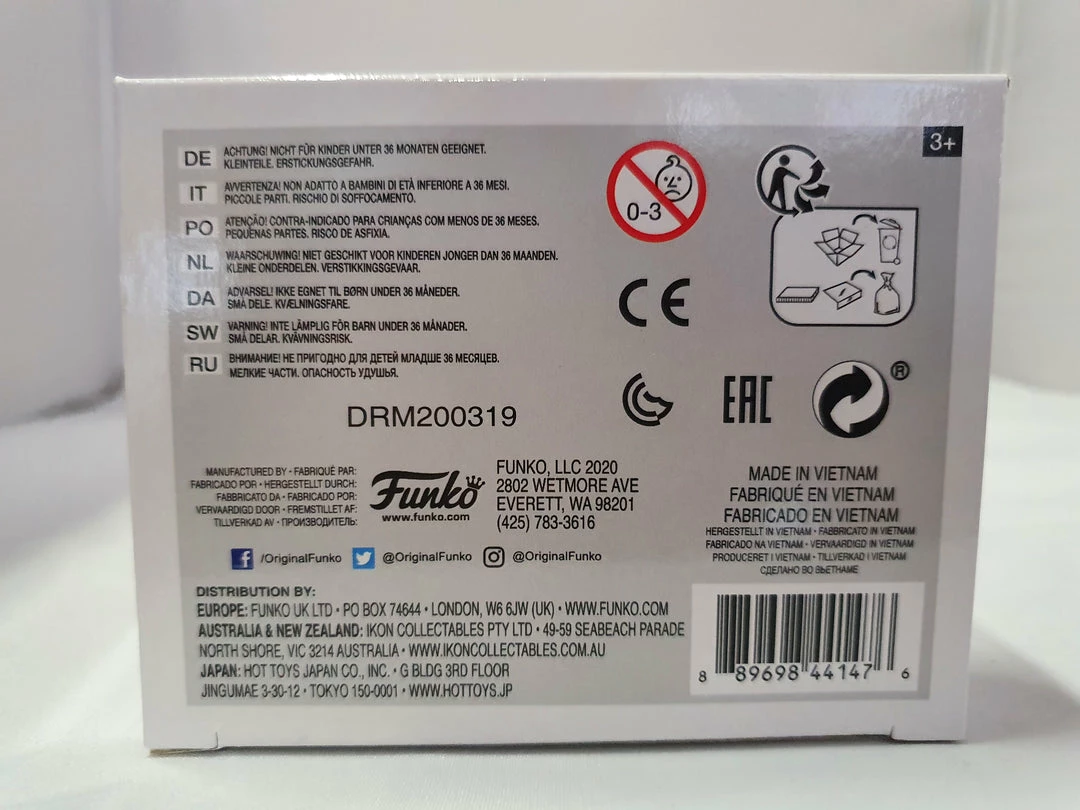 3+
DE
ACHTUNG! NICHT FÜR KINDER UNTER 36 MONATEN GEEIGNET.
KLEINTEILE. ERSTICKUNGSGEFAHR.
IT
AVVERTENZA! NON ADATTO A BAMBINI DI ETÀ INFERIORE A 36 MESI.
PICCOLE PARTI. RISCHIO DI SOFFOCAMENTO.
PO
ATENÇÃO! CONTRA-INDICADO PARA CRIANÇAS COM MENOS DE 36 MESES.
PEQUENAS PARTES. RISCO DE ASFIXIA.
NL
WAARSCHUWING! NIET GESCHIKT VOOR KINDEREN JONGER DAN 36 MAANDEN.
KLEINE ONDERDELEN. VERSTIKKINGSGEVAAR.
DA
ADVARSEL! IKKE EGNET TIL BØRN UNDER 36 MÅNEDER.
SMÅ DELE. KVÆLNINGSFARE.
SW
VARNING! INTE LÄMPLIG FÖR BARN UNDER 36 MÅNADER.
SMÅ DELAR. KVÄVNINGSRISK.
RU
ВНИМАНИЕ! НЕ ПРИГОДНО ДЛЯ ДЕТЕЙ МЛАДШЕ 36 МЕСЯЦЕВ.
МЕЛКИЕ ЧАСТИ. ОПАСНОСТЬ УДУШЬЯ.
0-3
CE
EAC
®
DRM200319
MANUFACTURED BY • FABRIQUÉ PAR:
FABRICADO POR • HERGESTELLT DURCH:
FABBRICATO DA • FABRICADO POR:
VERVAARDIGD DOOR • FREMSTILLET AF:
TILLVERKAD AV • ПРОИЗВОДИТЕЛЬ:
Funko
www.funko.com
FUNKO, LLC 2020
2802 WETMORE AVE
EVERETT, WA 98201
(425) 783-3616
MADE IN VIETNAM
FABRIQUÉ EN VIETNAM
FABRICADO EN VIETNAM
HERGESTELLT IN VIETNAM • FABBRICATO IN VIETNAM
FABRICADO NA VIETNAM • VERVAARDIGD IN VIETNAM
PRODUCERET I VIETNAM • TILLVERKAD I VIETNAM
СДЕЛАНО ВО ВЬЕТНАМЕ
f /OriginalFunko @OriginalFunko @OriginalFunko
DISTRIBUTION BY:
EUROPE: FUNKO UK LTD • PO BOX 74644 • LONDON, W6 6JW (UK) • WWW.FUNKO.COM
AUSTRALIA & NEW ZEALAND: IKON COLLECTABLES PTY LTD • 49-59 SEABEACH PARADE
NORTH SHORE, VIC 3214 AUSTRALIA • WWW.IKONCOLLECTABLES.COM.AU
JAPAN: HOT TOYS JAPAN CO., INC. • G BLDG 3RD FLOOR
JINGUMAE 3-30-12 • TOKYO 150-0001 • WWW.HOTTOYS.JP
8 89698 44147 6